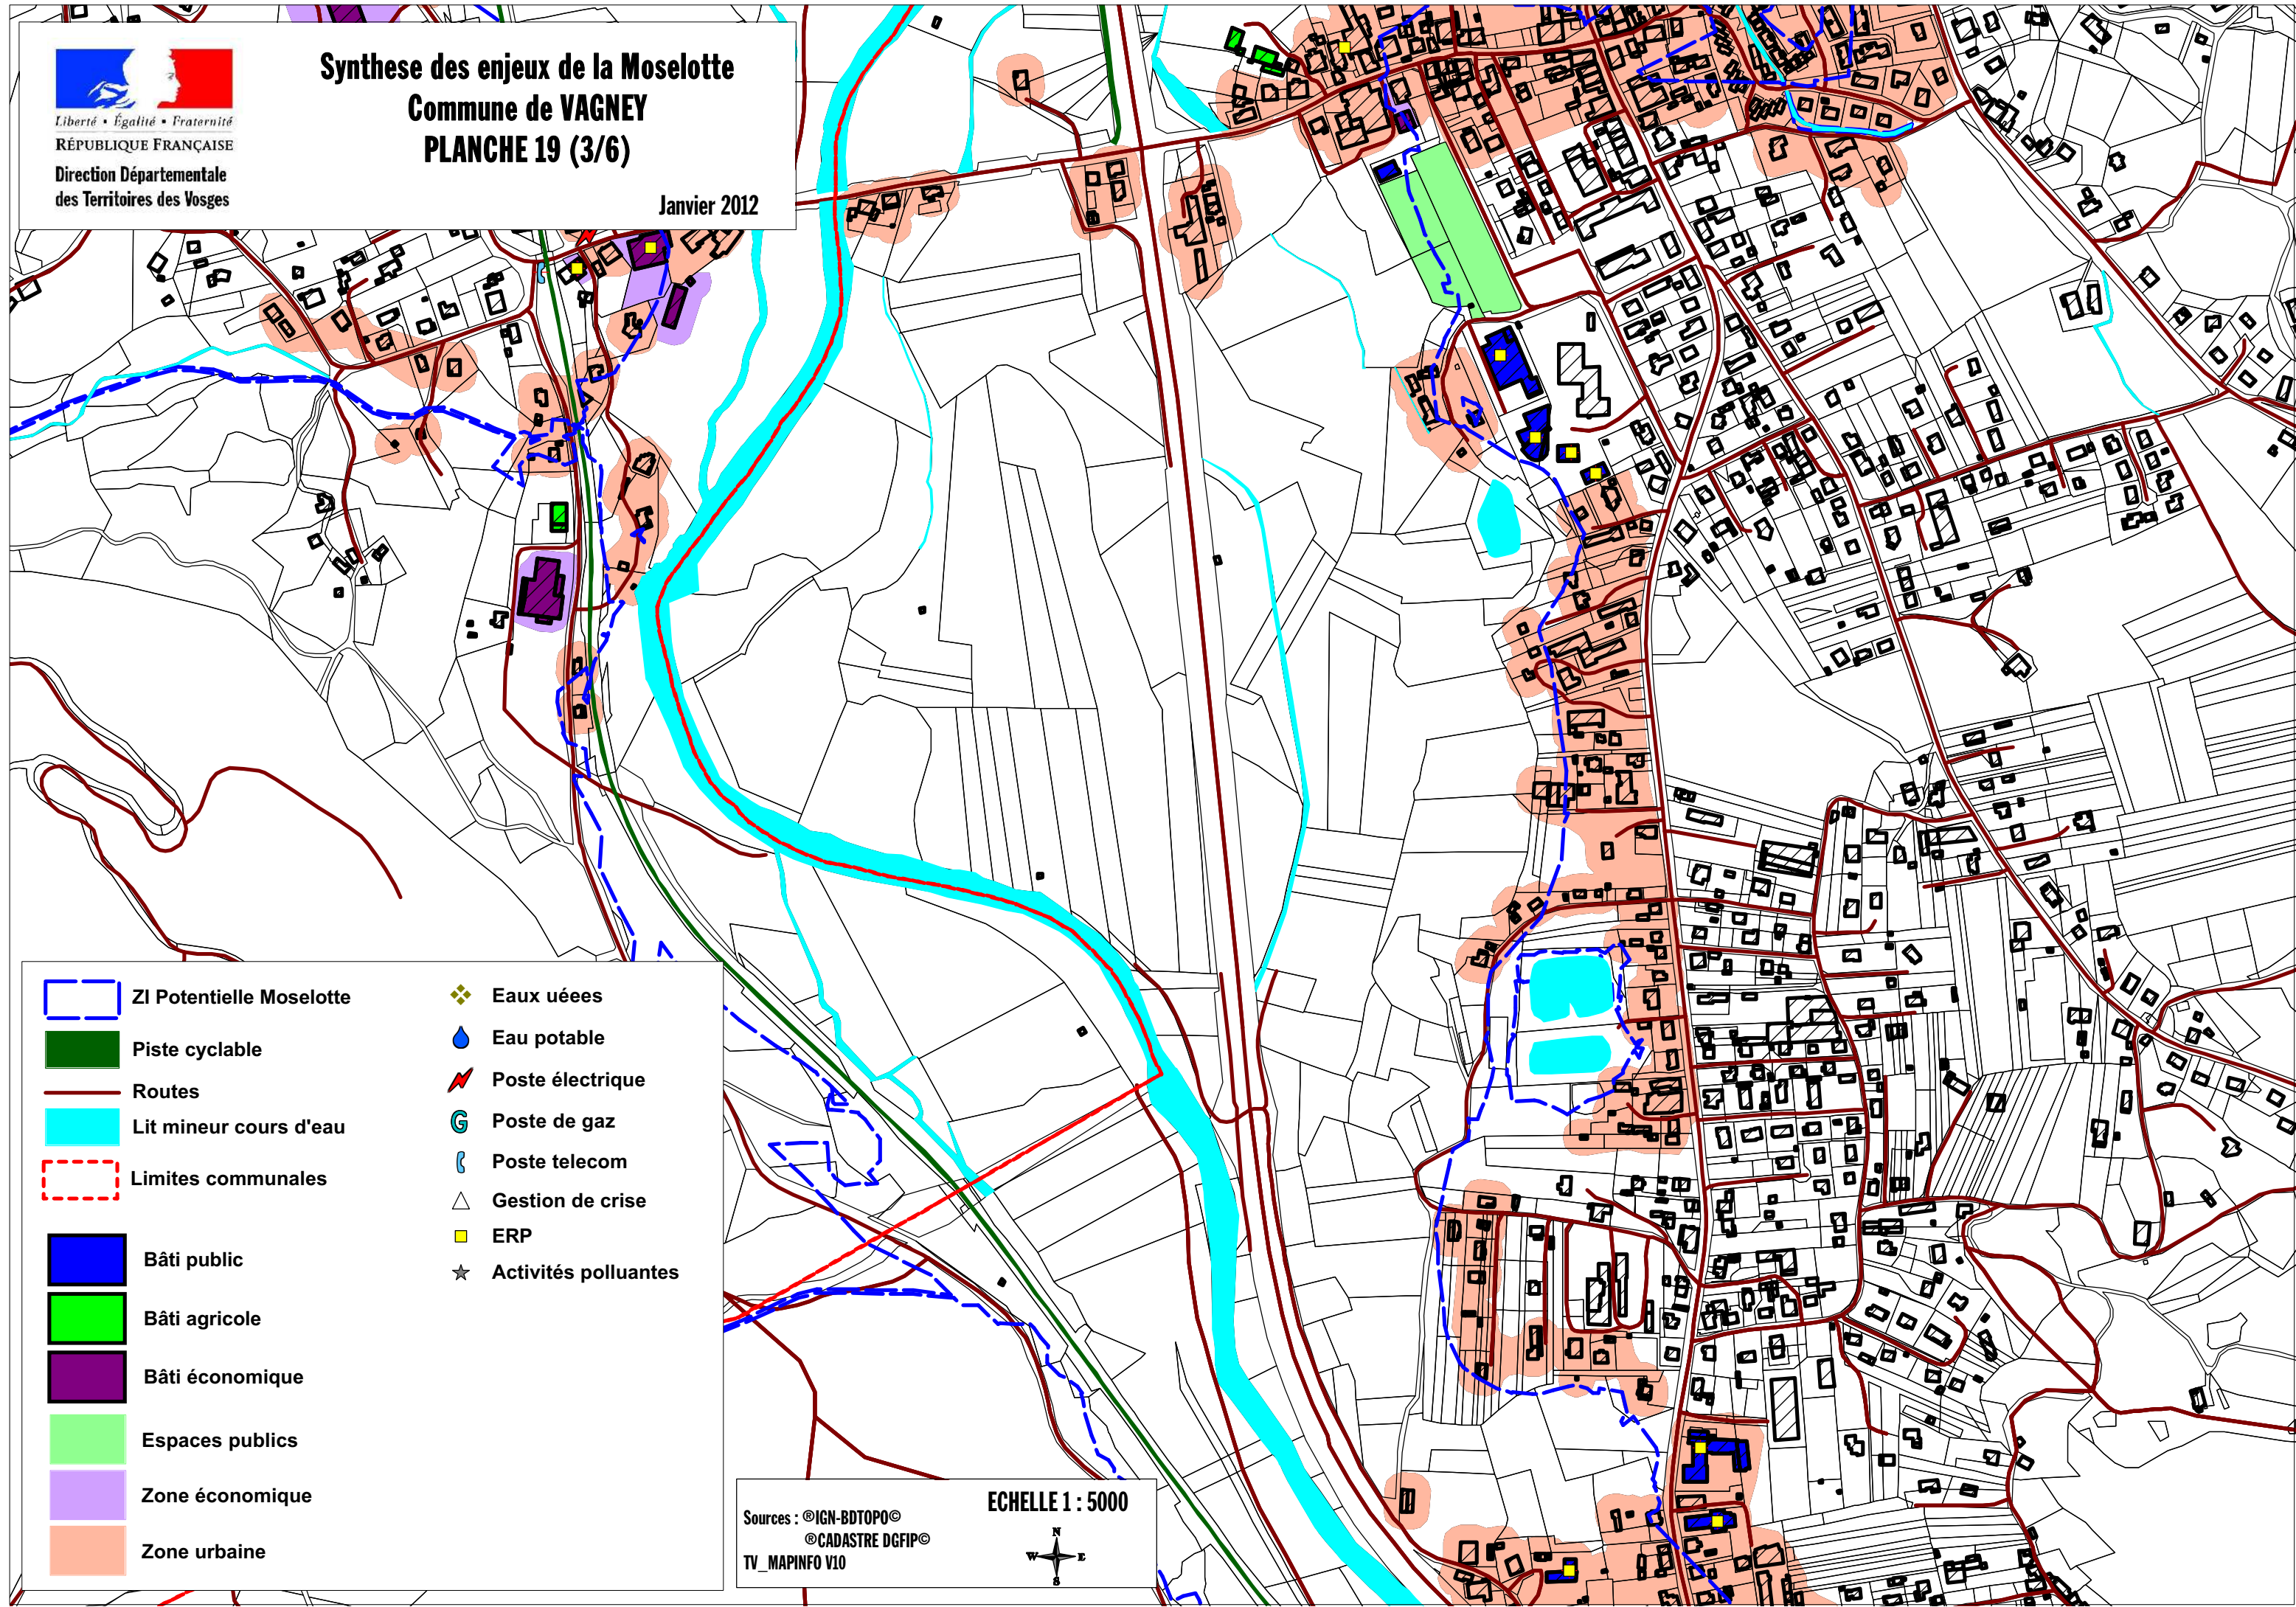 Synthese des enjeux de la Moselotte
Commune de VAGNEY
PLANCHE 19 (3/6)
Janvier 2012
Liberté • Égalité • Fraternité
RÉPUBLIQUE FRANÇAISE
Direction Départementale
des Territoires des Vosges
ZI Potentielle Moselotte
Piste cyclable
Routes
Lit mineur cours d'eau
Limites communales
Bâti public
Bâti agricole
Bâti économique
Espaces publics
Zone économique
Zone urbaine
Eaux uéees
Eau potable
Poste électrique
G Poste de gaz
Poste telecom
Gestion de crise
ERP
Activités polluantes
Sources : ®IGN-BDTOPO©
®CADASTRE DGFIP©
TV_MAPINFO V10
ECHELLE 1 : 5000
N
W E
S